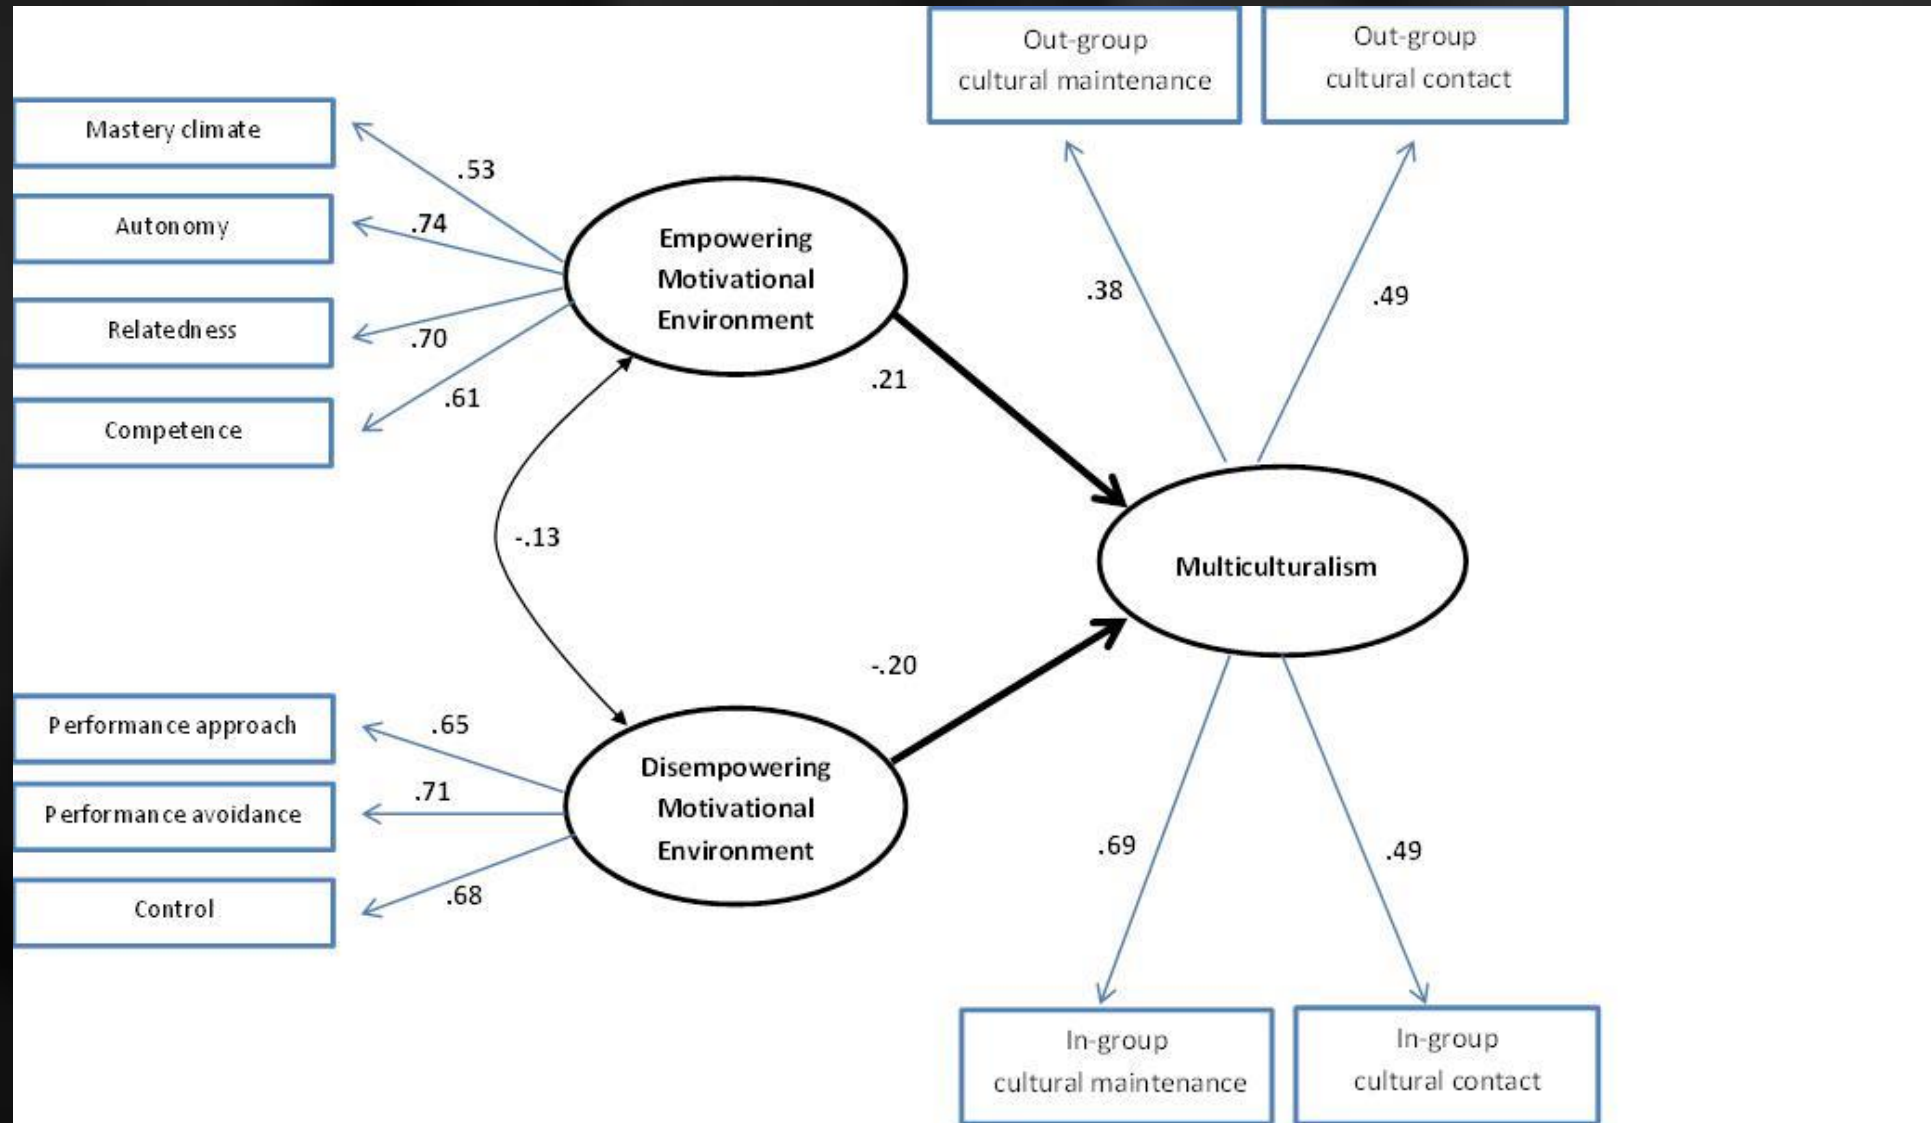 Out-group
cultural maintenance
Out-group
cultural contact
Mastery climate
.53
Autonomy
.74
Relatedness
.70
Competence
.61
Empowering
Motivational
Environment
.21
.38
.49
-.13
Multiculturalism
-.20
Performance approach
.65
Performance avoidance
.71
Control
.68
Disempowering
Motivational
Environment
.69
.49
In-group
cultural maintenance
In-group
cultural contact